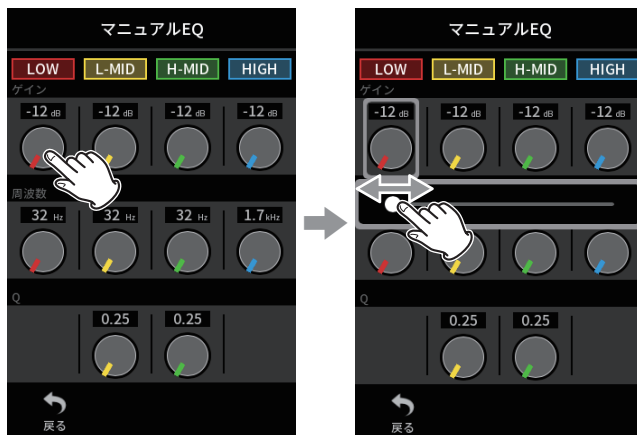 マニュアルEQ
LOW L-MID H-MID HIGH
ゲイン
-12 dB -12 dB -12 dB -12 dB
周波数
32 Hz 32 Hz 32 Hz 1.7 kHz
Q
0.25 0.25
戻る
マニュアルEQ
LOW L-MID H-MID HIGH
ゲイン
-12 dB -12 dB -12 dB -12 dB
Q
0.25 0.25
戻る